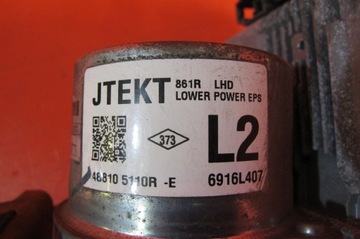 JTEKT 861R LHD
LOWER POWER EPS
373
L2
48810 5110R -E
6916L407